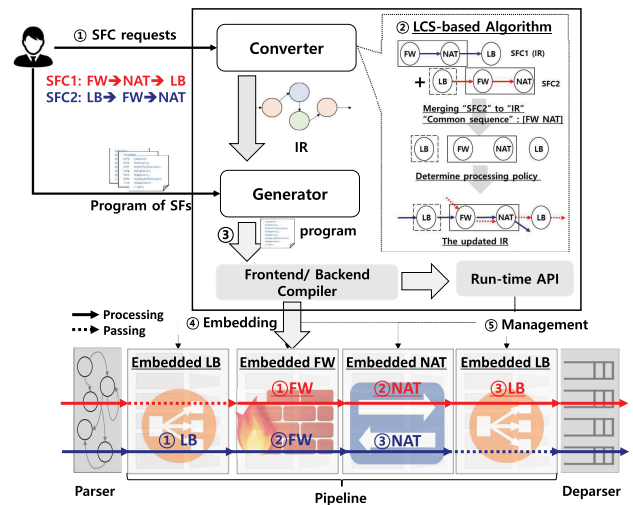 ① SFC requests
SFC1: FW→NAT→ LB
SFC2: LB→ FW→NAT
Converter
IR
Program of SFs
Generator
③
program
Frontend/ Backend
Compiler
Run-time API
② LCS-based Algorithm
FW NAT LB
SFC1 (IR)
+ LB FW NAT
SFC2
Merging “SFC2” to “IR”
“Common sequence” : [FW NAT]
LB FW NAT LB
Determine processing policy
LB FW NAT LB
The updated IR
Processing
Passing
④ Embedding
⑤ Management
Embedded LB Embedded FW Embedded NAT Embedded LB
①FW ②NAT ③LB
① LB ②FW ③NAT
Parser
Pipeline
Deparser